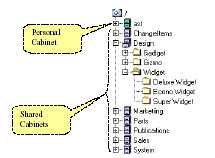 /
Personal
Cabinet
ast
ChangeItems
Design
Gadget
Gizmo
Widget
Deluxe Widget
Econo Widget
Super Widget
Shared
Cabinets
Marketing
Parts
Publications
Sales
System